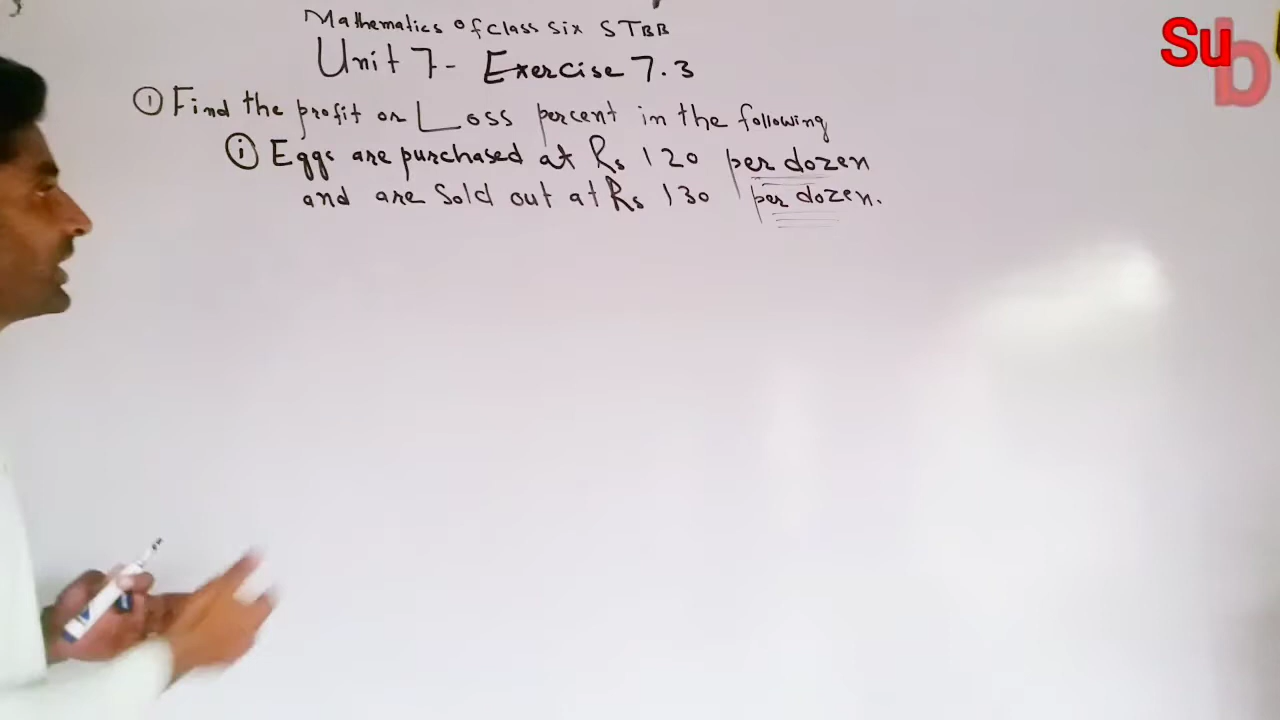 Mathematics of class six STBB
Unit 7- Exercise 7.3
① Find the profit or Loss percent in the following
ⓘ Eggs are purchased at Rs 120 per dozen
and are sold out at Rs 130 per dozen.
Sub